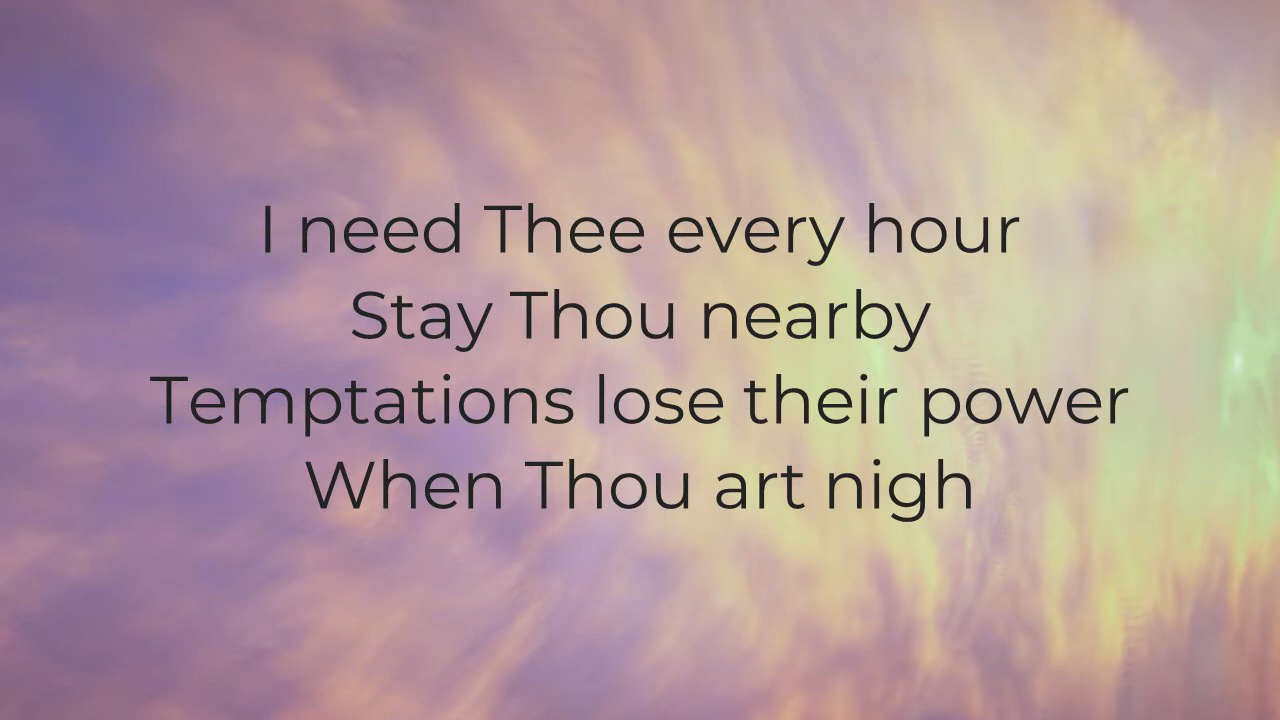 I need Thee every hour
Stay Thou nearby
Temptations lose their power
When Thou art nigh